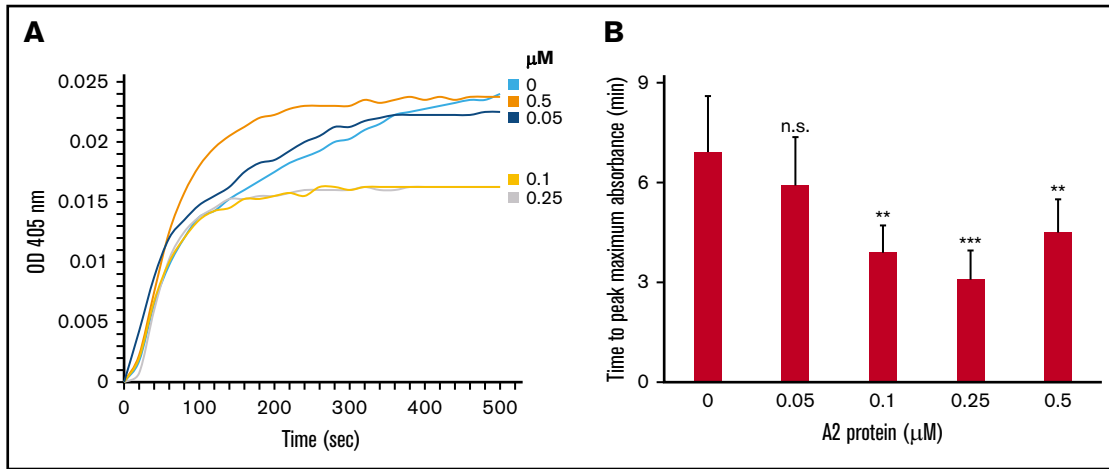 A
μM
0
0.5
0.05
0.1
0.25
OD 405 nm
0.025
0.02
0.015
0.01
0.005
0
0 100 200 300 400 500
Time (sec)
B
Time to peak maximum absorbance (min)
9
6
3
0
n.s.
**
***
**
0 0.05 0.1 0.25 0.5
A2 protein (μM)